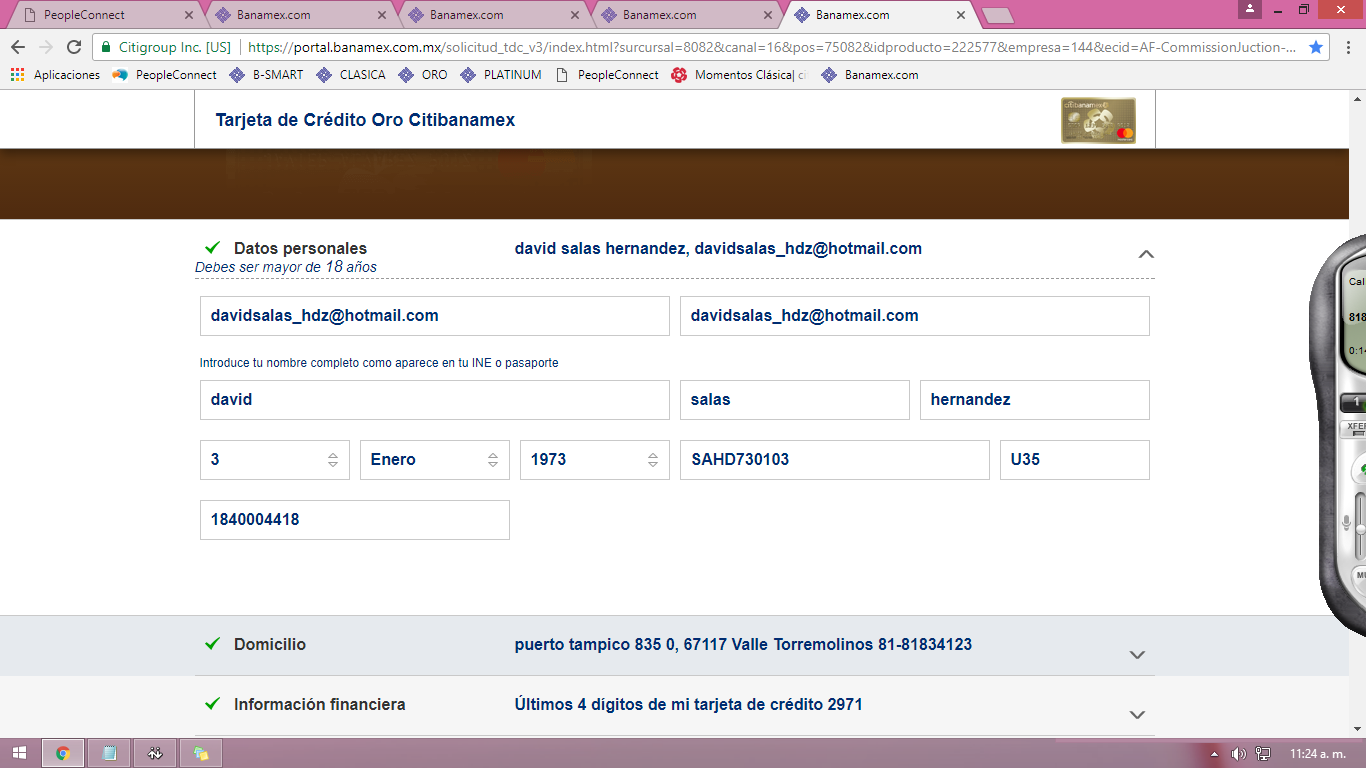 PeopleConnect
Banamex.com
Banamex.com
Banamex.com
Banamex.com
Citigroup Inc. [US] https://portal.banamex.com.mx/solicitud_tdc_v3/index.html?surcursal=8082&canal=16&pos=75082&idproducto=222577&empresa=144&ecid=AF-CommissionJuction-...
Aplicaciones PeopleConnect B-SMART CLASICA ORO PLATINUM PeopleConnect Momentos Clásica| ci Banamex.com
Tarjeta de Crédito Oro Citibanamex
citibanamex
Datos personales david salas hernandez, davidsalas_hdz@hotmail.com
Debes ser mayor de 18 años
davidsalas_hdz@hotmail.com davidsalas_hdz@hotmail.com
Introduce tu nombre completo como aparece en tu INE o pasaporte
david salas hernandez
3 Enero 1973 SAHD730103 U35
1840004418
Domicilio puerto tampico 835 0, 67117 Valle Torremolinos 81-81834123
Información financiera Últimos 4 dígitos de mi tarjeta de crédito 2971
Cal
818
0:14
1
XFER
MU
11:24 a. m.